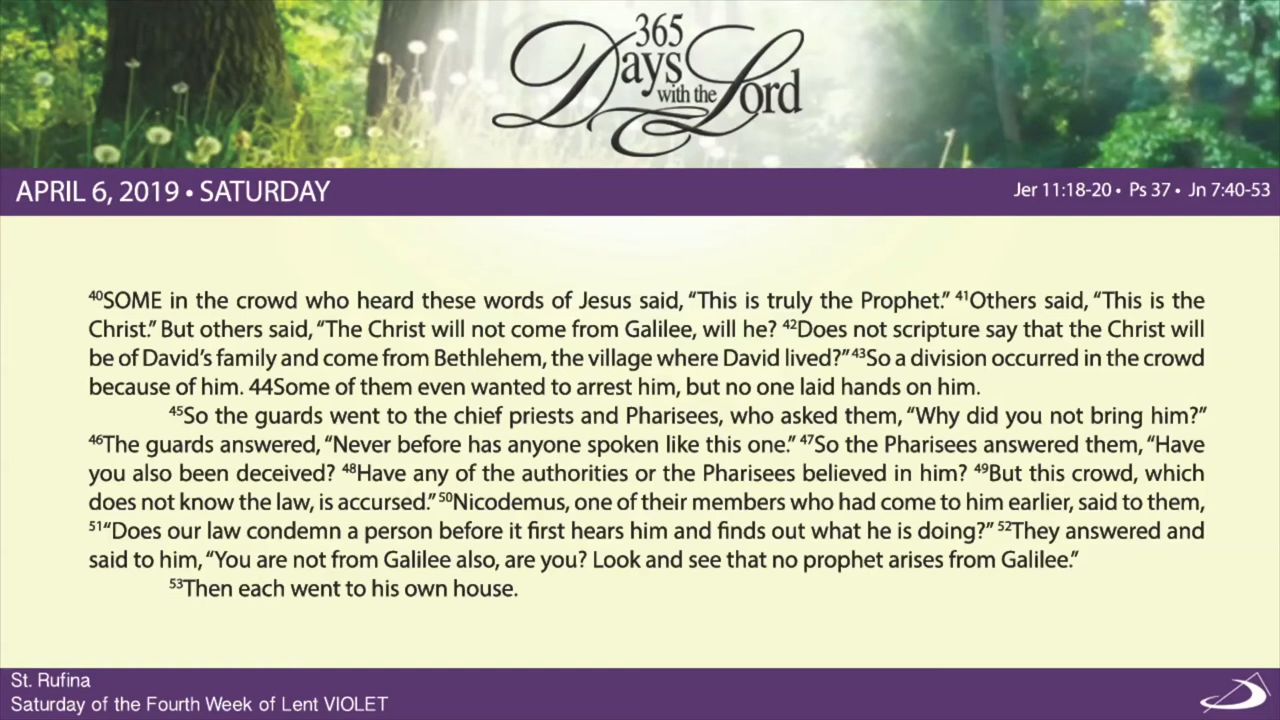 365
Days
with the
Lord
APRIL 6, 2019 • SATURDAY
Jer 11:18-20 • Ps 37 • Jn 7:40-53
⁴⁰SOME in the crowd who heard these words of Jesus said, “This is truly the Prophet.” ⁴¹Others said, “This is the
Christ.” But others said, “The Christ will not come from Galilee, will he? ⁴²Does not scripture say that the Christ will
be of David’s family and come from Bethlehem, the village where David lived?” ⁴³So a division occurred in the crowd
because of him. 44Some of them even wanted to arrest him, but no one laid hands on him.
⁴⁵So the guards went to the chief priests and Pharisees, who asked them, “Why did you not bring him?”
⁴⁶The guards answered, “Never before has anyone spoken like this one.” ⁴⁷So the Pharisees answered them, “Have
you also been deceived? ⁴⁸Have any of the authorities or the Pharisees believed in him? ⁴⁹But this crowd, which
does not know the law, is accursed.” ⁵⁰Nicodemus, one of their members who had come to him earlier, said to them,
⁵¹“Does our law condemn a person before it first hears him and finds out what he is doing?” ⁵²They answered and
said to him, “You are not from Galilee also, are you? Look and see that no prophet arises from Galilee.”
⁵³Then each went to his own house.
St. Rufina
Saturday of the Fourth Week of Lent VIOLET